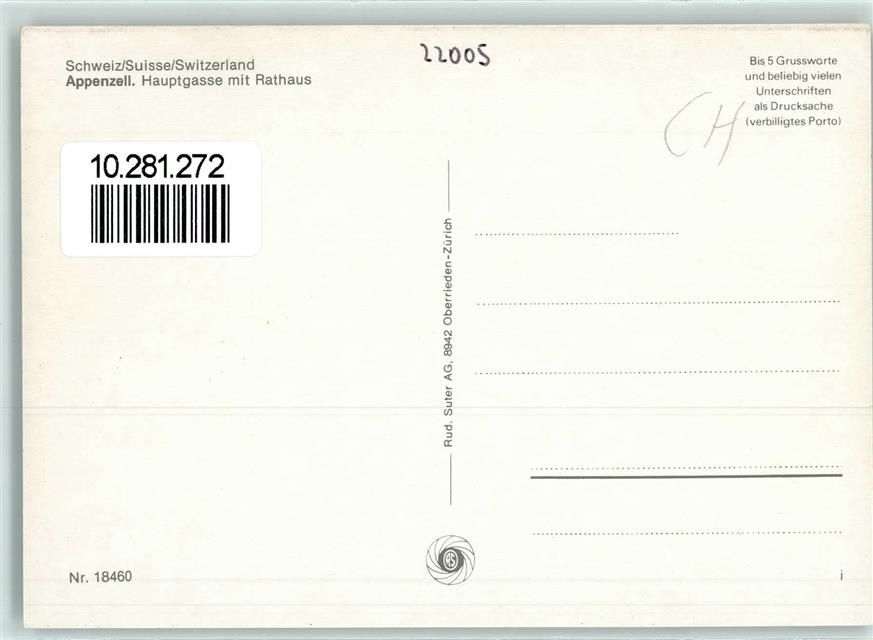 Schweiz/Suisse/Switzerland
Appenzell. Hauptgasse mit Rathaus
22005
Bis 5 Grussworte
und beliebig vielen
Unterschriften
als Drucksache
(verbilligtes Porto)
CH
10.281.272
Rud. Suter AG, 8942 Oberrieden-Zürich
RS
Nr. 18460
i